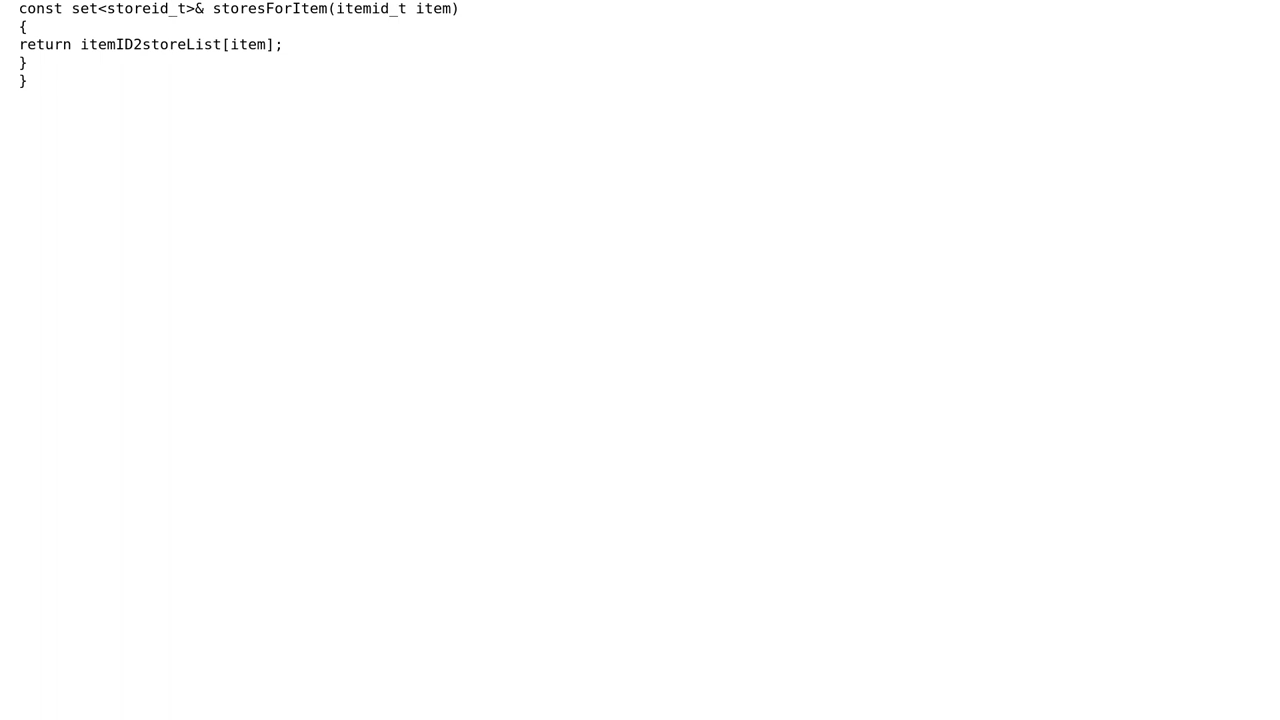 const set<storeid_t>& storesForItem(itemid_t item)
{
return itemID2storeList[item];
}
}